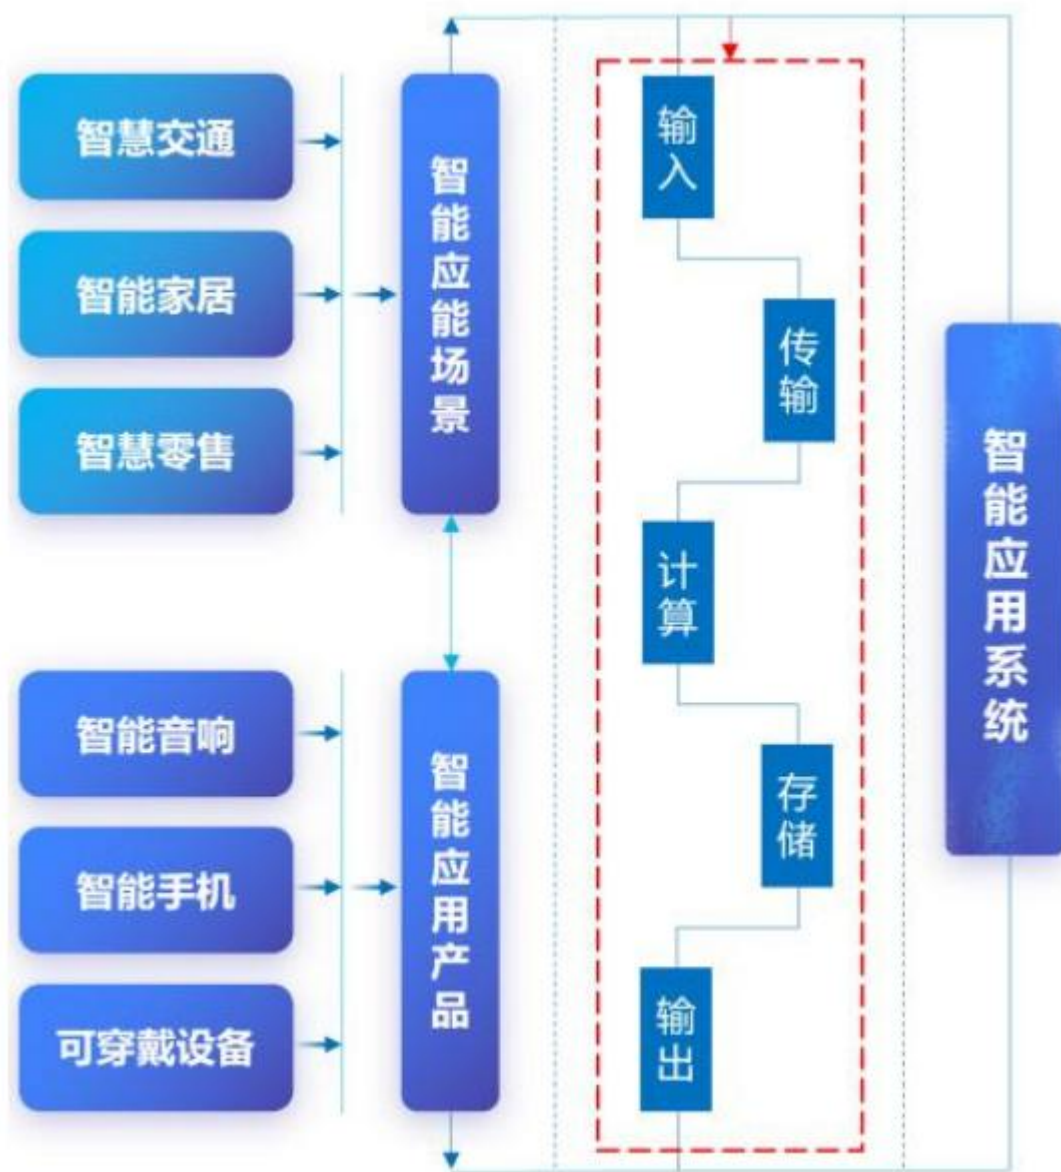 智慧交通
智能家居
智慧零售
智能应能场景
智能音响
智能手机
可穿戴设备
智能应用产品
输入
传输
计算
存储
输出
智能应用系统